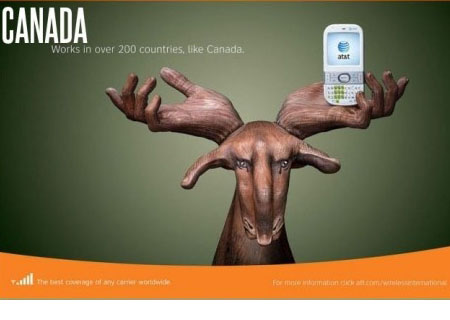 CANADA
Works in over 200 countries, like Canada.
at&t
The best coverage of any carrier worldwide.
For more information click att.com/wirelessinternational